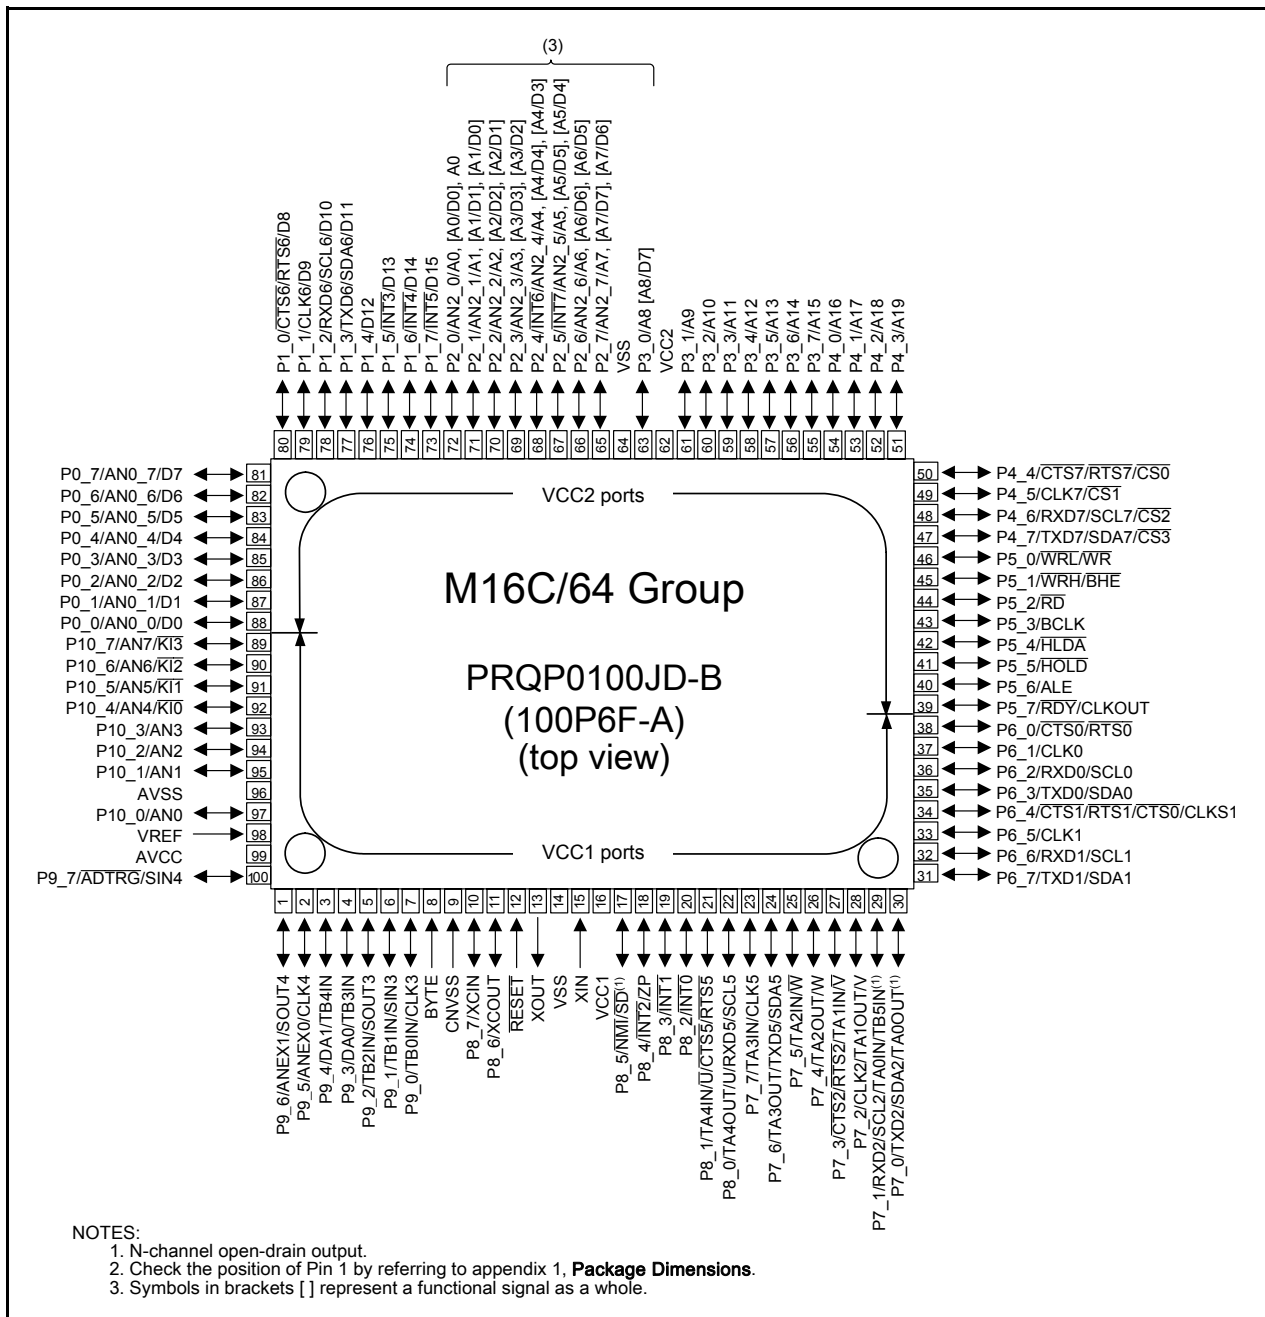 (3)
P1_0/CTS6/RTS6/D8
P1_1/CLK6/D9
P1_2/RXD6/SCL6/D10
P1_3/TXD6/SDA6/D11
P1_4/D12
P1_5/INT3/D13
P1_6/INT4/D14
P1_7/INT5/D15
P2_0/AN2_0/A0, [A0/D0], A0
P2_1/AN2_1/A1, [A1/D1], [A1/D0]
P2_2/AN2_2/A2, [A2/D2], [A2/D1]
P2_3/AN2_3/A3, [A3/D3], [A3/D2]
P2_4/INT6/AN2_4/A4, [A4/D4], [A4/D3]
P2_5/INT7/AN2_5/A5, [A5/D5], [A5/D4]
P2_6/AN2_6/A6, [A6/D6], [A6/D5]
P2_7/AN2_7/A7, [A7/D7], [A7/D6]
VSS
P3_0/A8 [A8/D7]
VCC2
P3_1/A9
P3_2/A10
P3_3/A11
P3_4/A12
P3_5/A13
P3_6/A14
P3_7/A15
P4_0/A16
P4_1/A17
P4_2/A18
P4_3/A19
80 79 78 77 76 75 74 73 72 71 70 69 68 67 66 65 64 63 62 61 60 59 58 57 56 55 54 53 52 51
P0_7/AN0_7/D7 81
P0_6/AN0_6/D6 82
P0_5/AN0_5/D5 83
P0_4/AN0_4/D4 84
P0_3/AN0_3/D3 85
P0_2/AN0_2/D2 86
P0_1/AN0_1/D1 87
P0_0/AN0_0/D0 88
P10_7/AN7/KI3 89
P10_6/AN6/KI2 90
P10_5/AN5/KI1 91
P10_4/AN4/KI0 92
P10_3/AN3 93
P10_2/AN2 94
P10_1/AN1 95
AVSS 96
P10_0/AN0 97
VREF 98
AVCC 99
P9_7/ADTRG/SIN4 100
VCC2 ports
M16C/64 Group
PRQP0100JD-B
(100P6F-A)
(top view)
VCC1 ports
50 P4_4/CTS7/RTS7/CS0
49 P4_5/CLK7/CS1
48 P4_6/RXD7/SCL7/CS2
47 P4_7/TXD7/SDA7/CS3
46 P5_0/WRL/WR
45 P5_1/WRH/BHE
44 P5_2/RD
43 P5_3/BCLK
42 P5_4/HLDA
41 P5_5/HOLD
40 P5_6/ALE
39 P5_7/RDY/CLKOUT
38 P6_0/CTS0/RTS0
37 P6_1/CLK0
36 P6_2/RXD0/SCL0
35 P6_3/TXD0/SDA0
34 P6_4/CTS1/RTS1/CTS0/CLKS1
33 P6_5/CLK1
32 P6_6/RXD1/SCL1
31 P6_7/TXD1/SDA1
1 2 3 4 5 6 7 8 9 10 11 12 13 14 15 16 17 18 19 20 21 22 23 24 25 26 27 28 29 30
P9_6/ANEX1/SOUT4
P9_5/ANEX0/CLK4
P9_4/DA1/TB4IN
P9_3/DA0/TB3IN
P9_2/TB2IN/SOUT3
P9_1/TB1IN/SIN3
P9_0/TB0IN/CLK3
BYTE
CNVSS
P8_7/XCIN
P8_6/XCOUT
RESET
XOUT
VSS
XIN
VCC1
P8_5/NMI/SD(1)
P8_4/INT2/ZP
P8_3/INT1
P8_2/INT0
P8_1/TA4IN/U/CTS5/RTS5
P8_0/TA4OUT/U/RXD5/SCL5
P7_7/TA3IN/CLK5
P7_6/TA3OUT/TXD5/SDA5
P7_5/TA2IN/W
P7_4/TA2OUT/W
P7_3/CTS2/RTS2/TA1IN/V
P7_2/CLK2/TA1OUT/V
P7_1/RXD2/SCL2/TA0IN/TB5IN(1)
P7_0/TXD2/SDA2/TA0OUT(1)
NOTES:
1. N-channel open-drain output.
2. Check the position of Pin 1 by referring to appendix 1, Package Dimensions.
3. Symbols in brackets [ ] represent a functional signal as a whole.